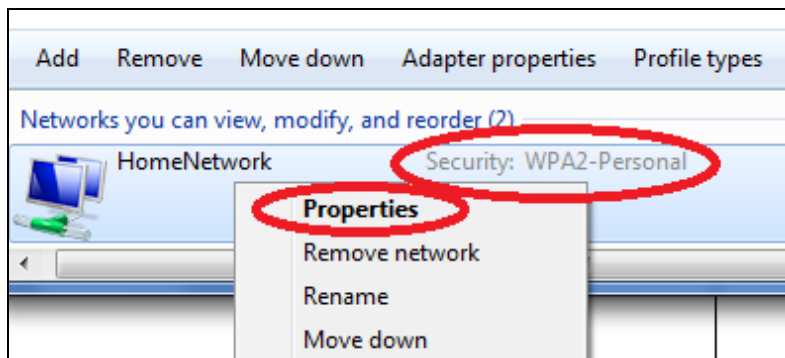 Add Remove Move down Adapter properties Profile types
Networks you can view, modify, and reorder (2)
HomeNetwork Security: WPA2-Personal
Properties
Remove network
Rename
Move down